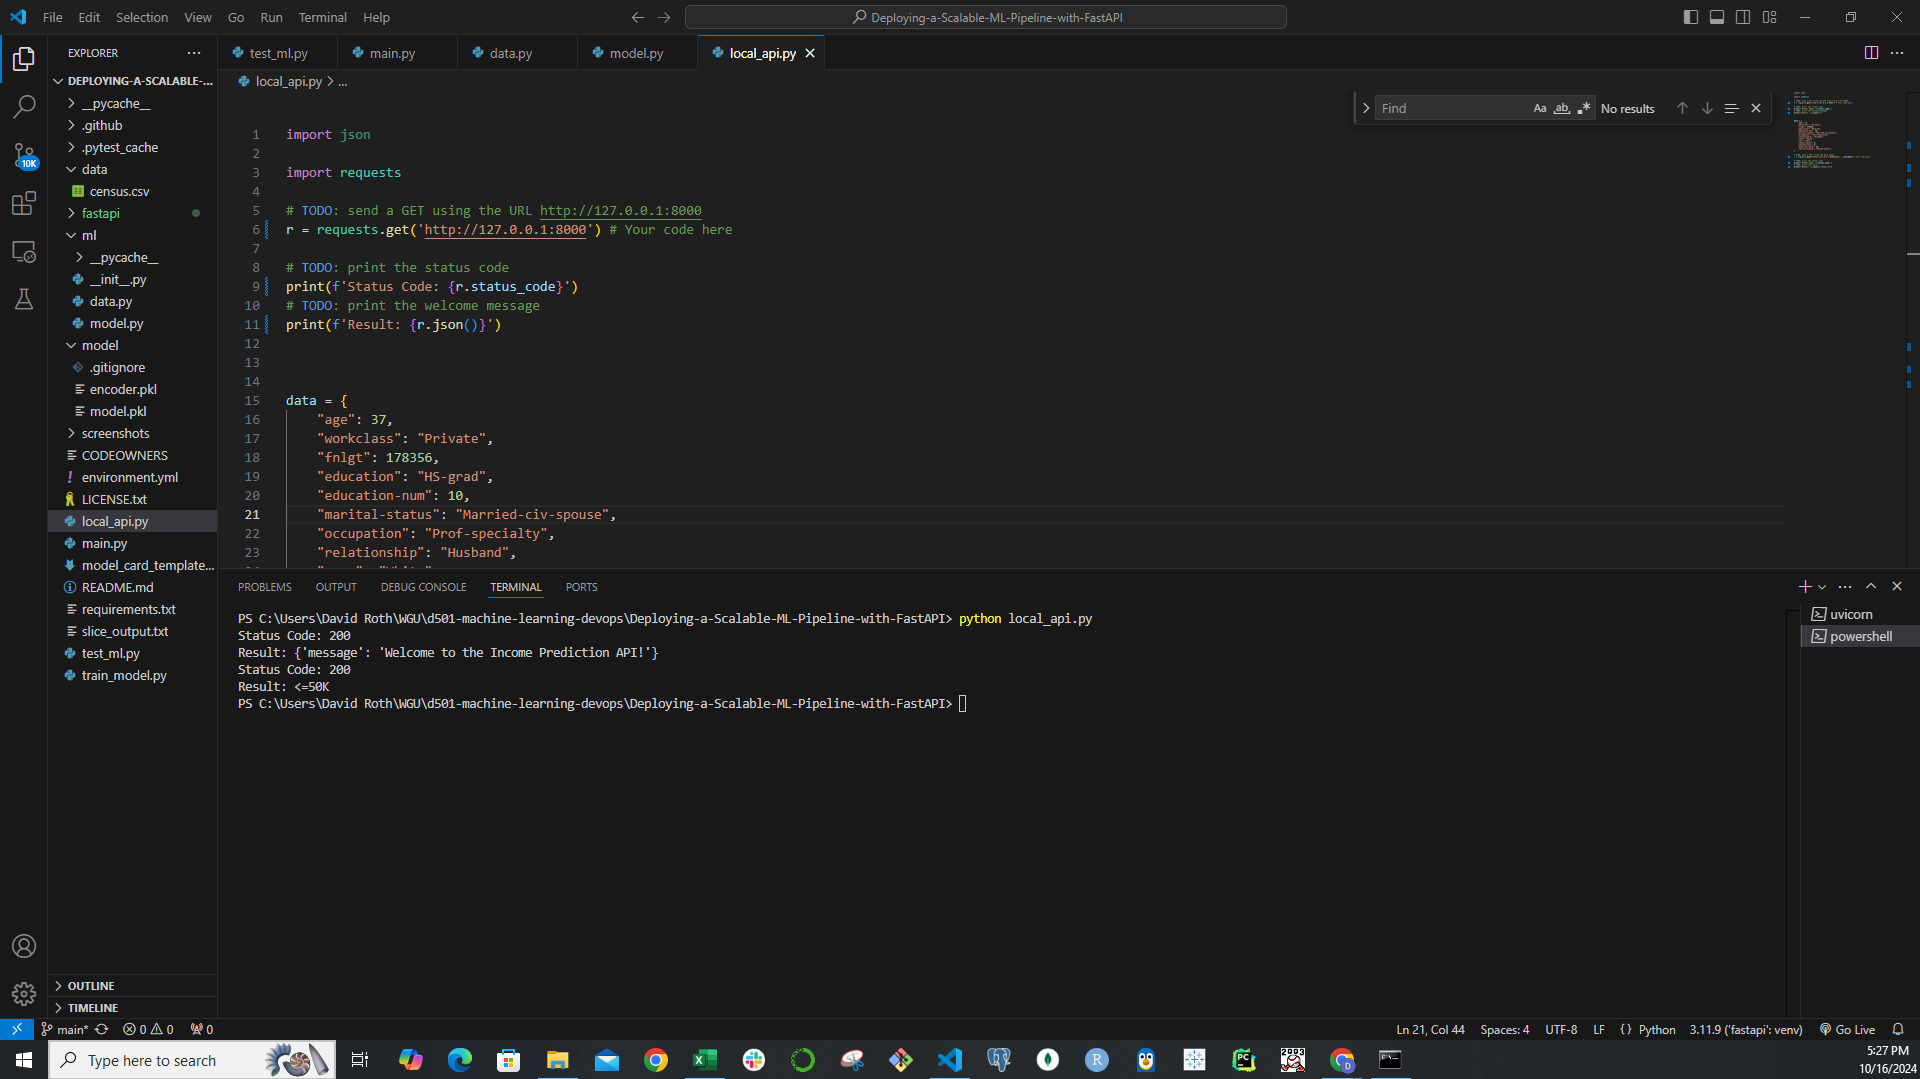 File Edit Selection View Go Run Terminal Help
Deploying-a-Scalable-ML-Pipeline-with-FastAPI
EXPLORER
DEPLOYING-A-SCALABLE-...
__pycache__
.github
.pytest_cache
data
census.csv
fastapi
ml
__pycache__
__init__.py
data.py
model.py
model
.gitignore
encoder.pkl
model.pkl
screenshots
CODEOWNERS
environment.yml
LICENSE.txt
local_api.py
main.py
model_card_template...
README.md
requirements.txt
slice_output.txt
test_ml.py
train_model.py
OUTLINE
TIMELINE
10K
test_ml.py main.py data.py model.py local_api.py
local_api.py > ...
Find Aa ab No results
1 import json
2
3 import requests
4
5 # TODO: send a GET using the URL http://127.0.0.1:8000
6 r = requests.get('http://127.0.0.1:8000') # Your code here
7
8 # TODO: print the status code
9 print(f'Status Code: {r.status_code}')
10 # TODO: print the welcome message
11 print(f'Result: {r.json()}')
12
13
14
15 data = {
16 "age": 37,
17 "workclass": "Private",
18 "fnlgt": 178356,
19 "education": "HS-grad",
20 "education-num": 10,
21 "marital-status": "Married-civ-spouse",
22 "occupation": "Prof-specialty",
23 "relationship": "Husband",
PROBLEMS OUTPUT DEBUG CONSOLE TERMINAL PORTS
PS C:\Users\David Roth\WGU\d501-machine-learning-devops\Deploying-a-Scalable-ML-Pipeline-with-FastAPI> python local_api.py
Status Code: 200
Result: {'message': 'Welcome to the Income Prediction API!'}
Status Code: 200
Result: <=50K
PS C:\Users\David Roth\WGU\d501-machine-learning-devops\Deploying-a-Scalable-ML-Pipeline-with-FastAPI>
uvicorn
powershell
main* 0 0 0
Ln 21, Col 44 Spaces: 4 UTF-8 LF {} Python 3.11.9 ('fastapi': venv) Go Live
Type here to search
5:27 PM
10/16/2024